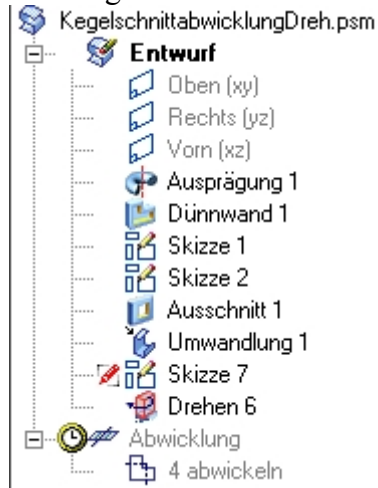 KegelschnittabwicklungDreh.psm
Entwurf
Oben (xy)
Rechts (yz)
Vorn (xz)
Ausprägung 1
Dünnwand 1
Skizze 1
Skizze 2
Ausschnitt 1
Umwandlung 1
Skizze 7
Drehen 6
Abwicklung
4 abwickeln